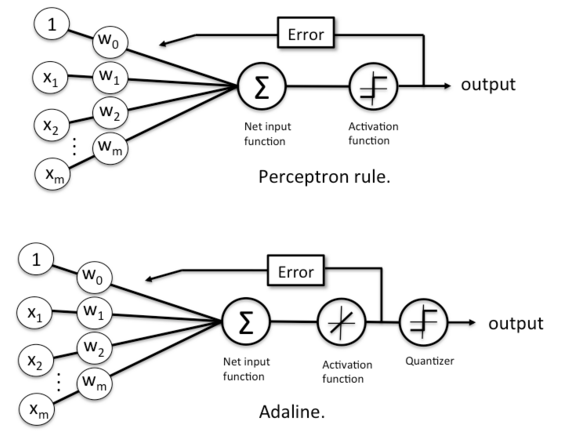 1
w0
Error
x1
w1
Σ
output
x2
w2
Net input
function
Activation
function
⋮
xm
wm
Perceptron rule.
1
w0
Error
x1
w1
Σ
output
x2
w2
Net input
function
Activation
function
Quantizer
⋮
xm
wm
Adaline.